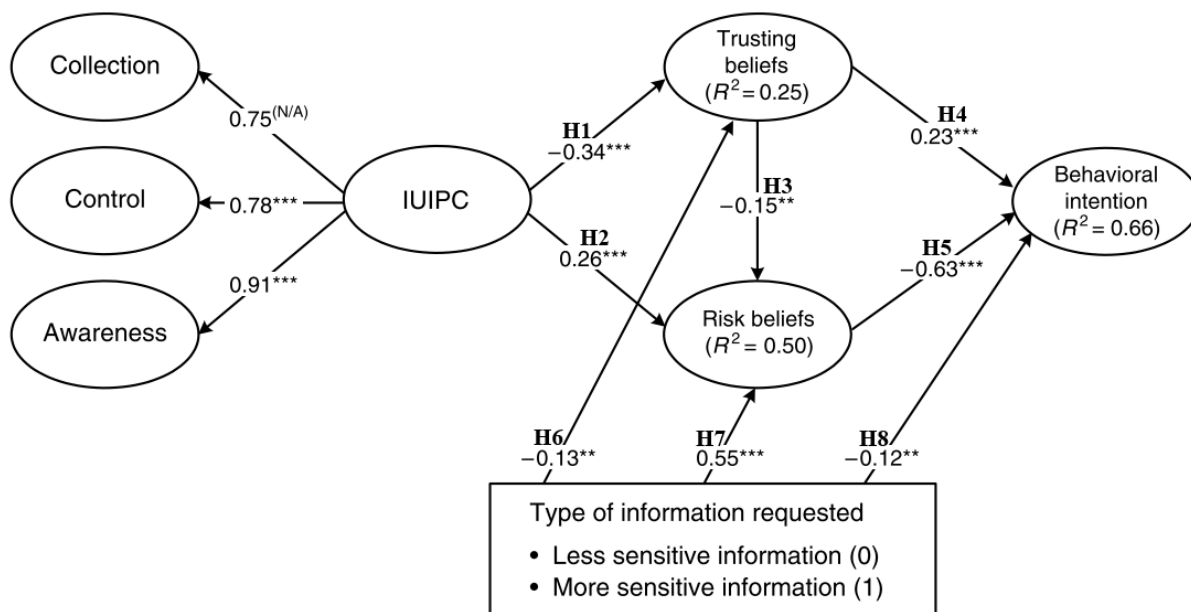 Collection
Control
Awareness
0.75(N/A)
0.78***
0.91***
IUIPC
H1
−0.34***
H2
0.26***
Trusting
beliefs
(R² = 0.25)
H3
−0.15**
Risk beliefs
(R² = 0.50)
H4
0.23***
H5
−0.63***
Behavioral
intention
(R² = 0.66)
H6
−0.13**
H7
0.55***
H8
−0.12**
Type of information requested
• Less sensitive information (0)
• More sensitive information (1)